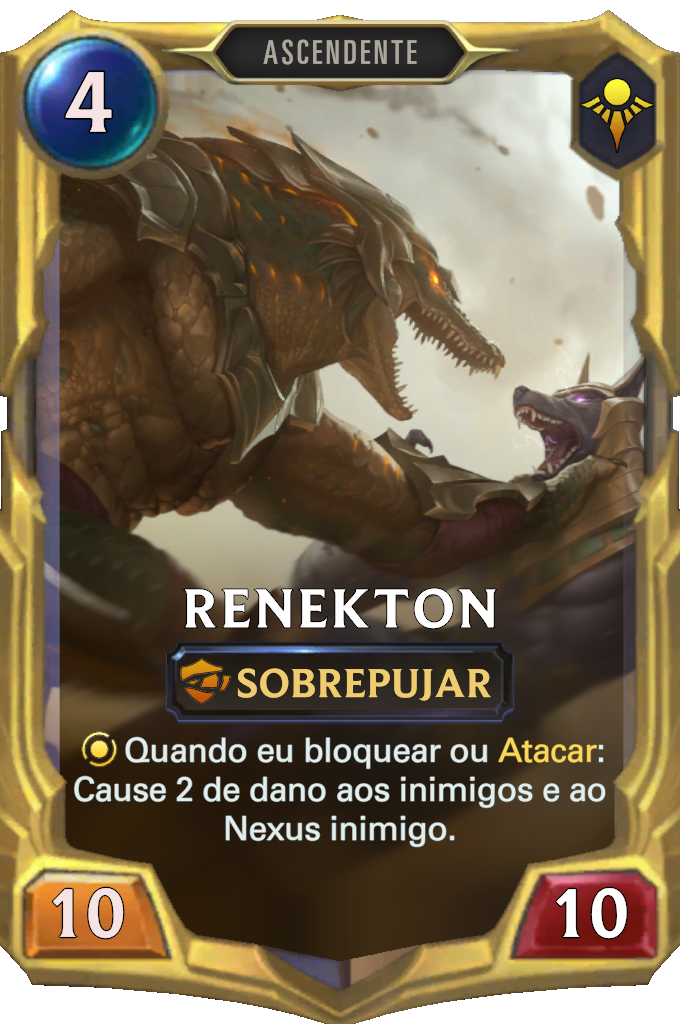 ASCENDENTE
4
RENEKTON
SOBREPUJAR
Quando eu bloquear ou Atacar:
Cause 2 de dano aos inimigos e ao
Nexus inimigo.
10 10